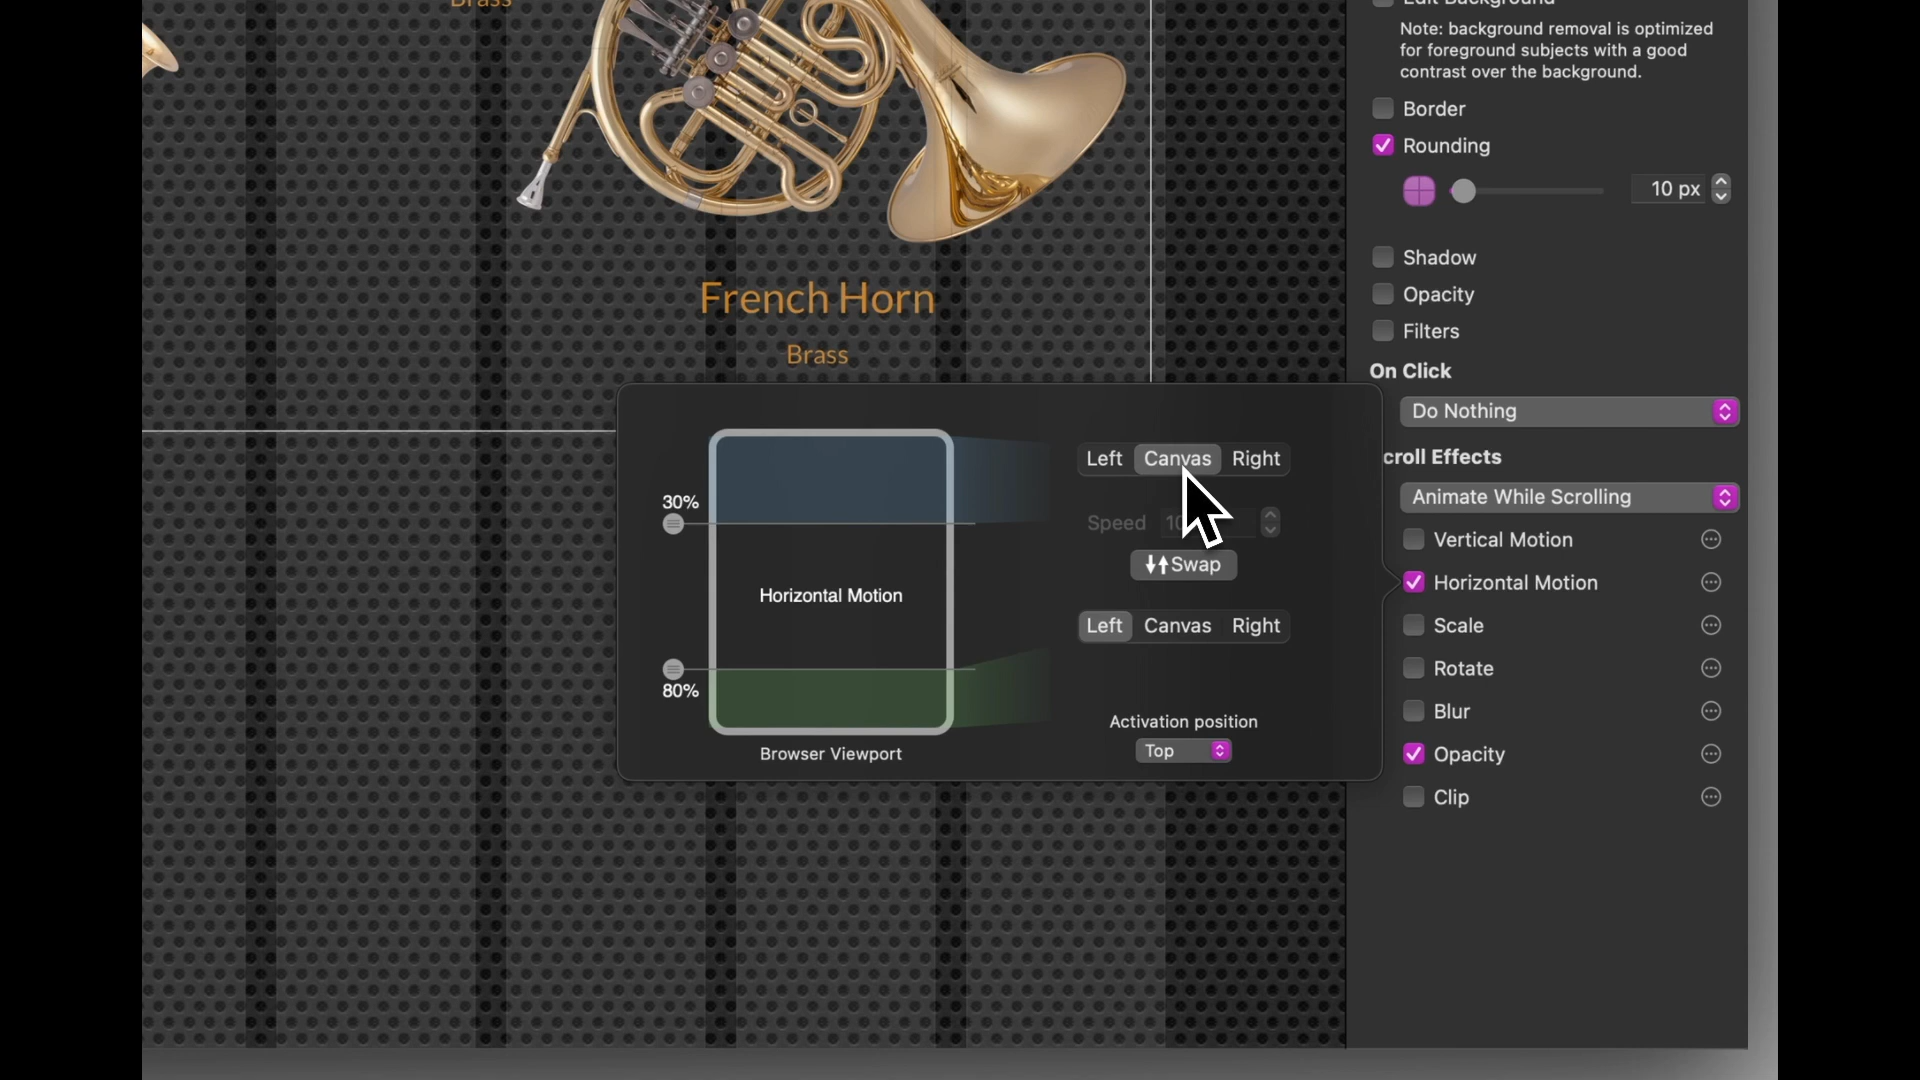 Brass
Edit Background
Note: background removal is optimized
for foreground subjects with a good
contrast over the background.
Border
Rounding
10 px
Shadow
Opacity
Filters
French Horn
Brass
On Click
Do Nothing
croll Effects
Animate While Scrolling
Vertical Motion
Horizontal Motion
Scale
Rotate
Blur
Opacity
Clip
Left Canvas Right
30%
Speed
Swap
Horizontal Motion
Left Canvas Right
80%
Activation position
Top
Browser Viewport